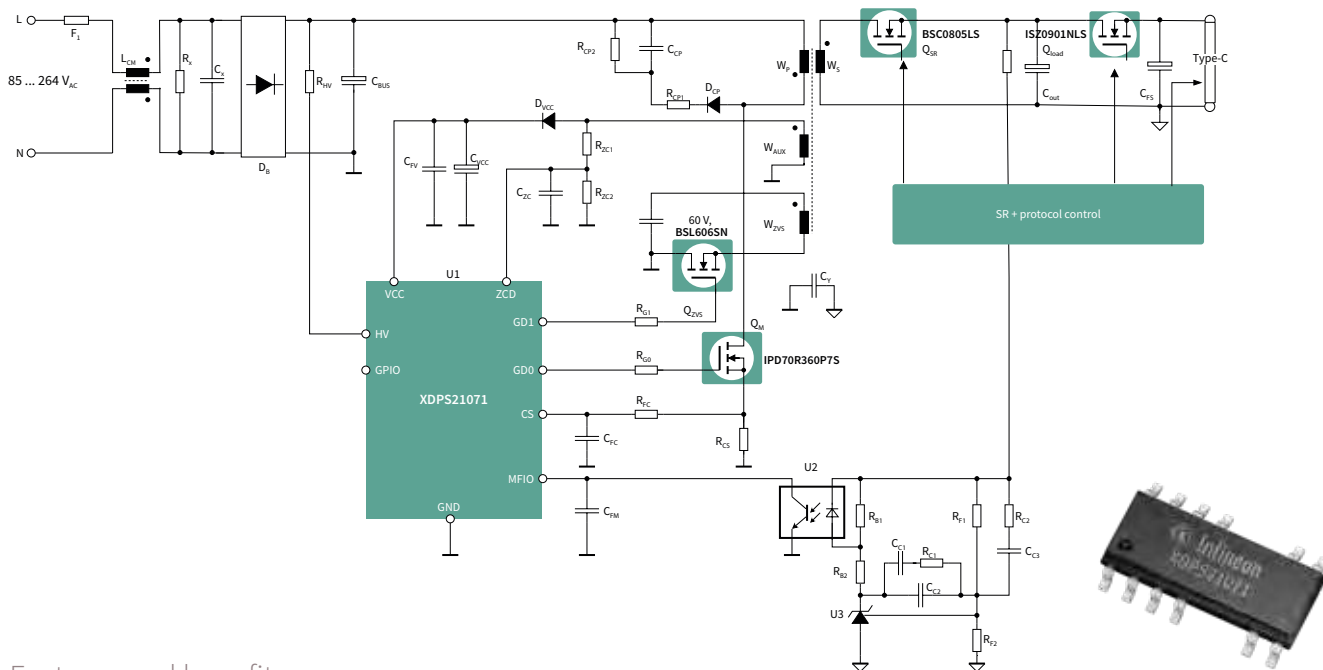 L
F1
LCM
Rx
Cx
RHV
CBUS
85 ... 264 VAC
N
DB
RCP2
CCP
RCP1
DCP
WP
WS
BSC0805LS
QSR
ISZ0901NLS
Qload
Cout
CFS
Type-C
DVCC
CFV
CVCC
RZC1
CZC
RZC2
WAUX
WZVS
60 V,
BSL606SN
SR + protocol control
U1
VCC
ZCD
HV
GPIO
XDPS21071
GD1
GD0
CS
MFIO
GND
RG1
QZVS
CY
QM
RG0
IPD70R360P7S
RFC
CFC
RCS
CFM
U2
RB1
RF1
RC2
CC1
RC1
CC3
RB2
CC2
U3
RF2
Infineon
XDPS21071